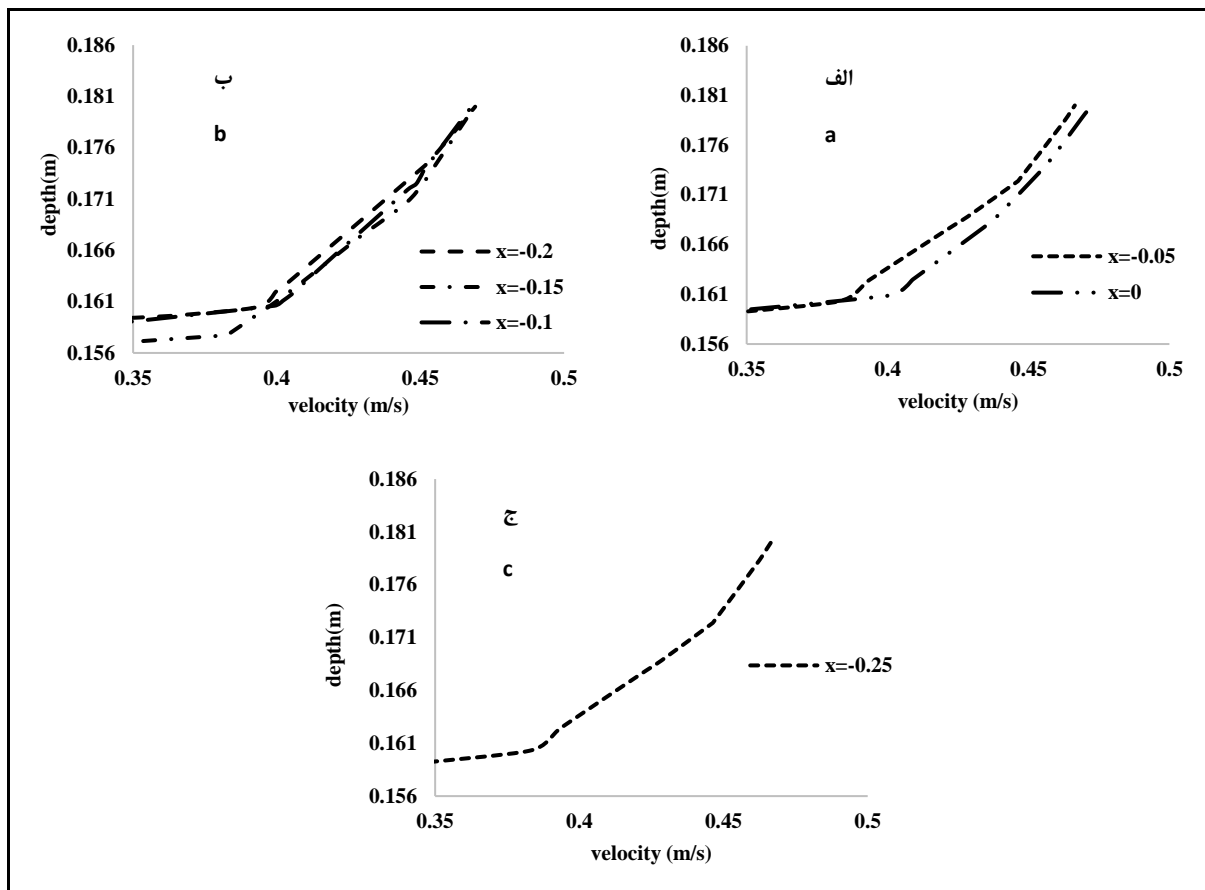 0.186
0.181
0.176
0.171
0.166
0.161
0.156
depth(m)
ب
b
x=-0.2
x=-0.15
x=-0.1
0.35 0.4 0.45 0.5
velocity (m/s)
0.186
0.181
0.176
0.171
0.166
0.161
0.156
depth(m)
الف
a
x=-0.05
x=0
0.35 0.4 0.45 0.5
velocity (m/s)
0.186
0.181
0.176
0.171
0.166
0.161
0.156
depth(m)
ج
c
x=-0.25
0.35 0.4 0.45 0.5
velocity (m/s)